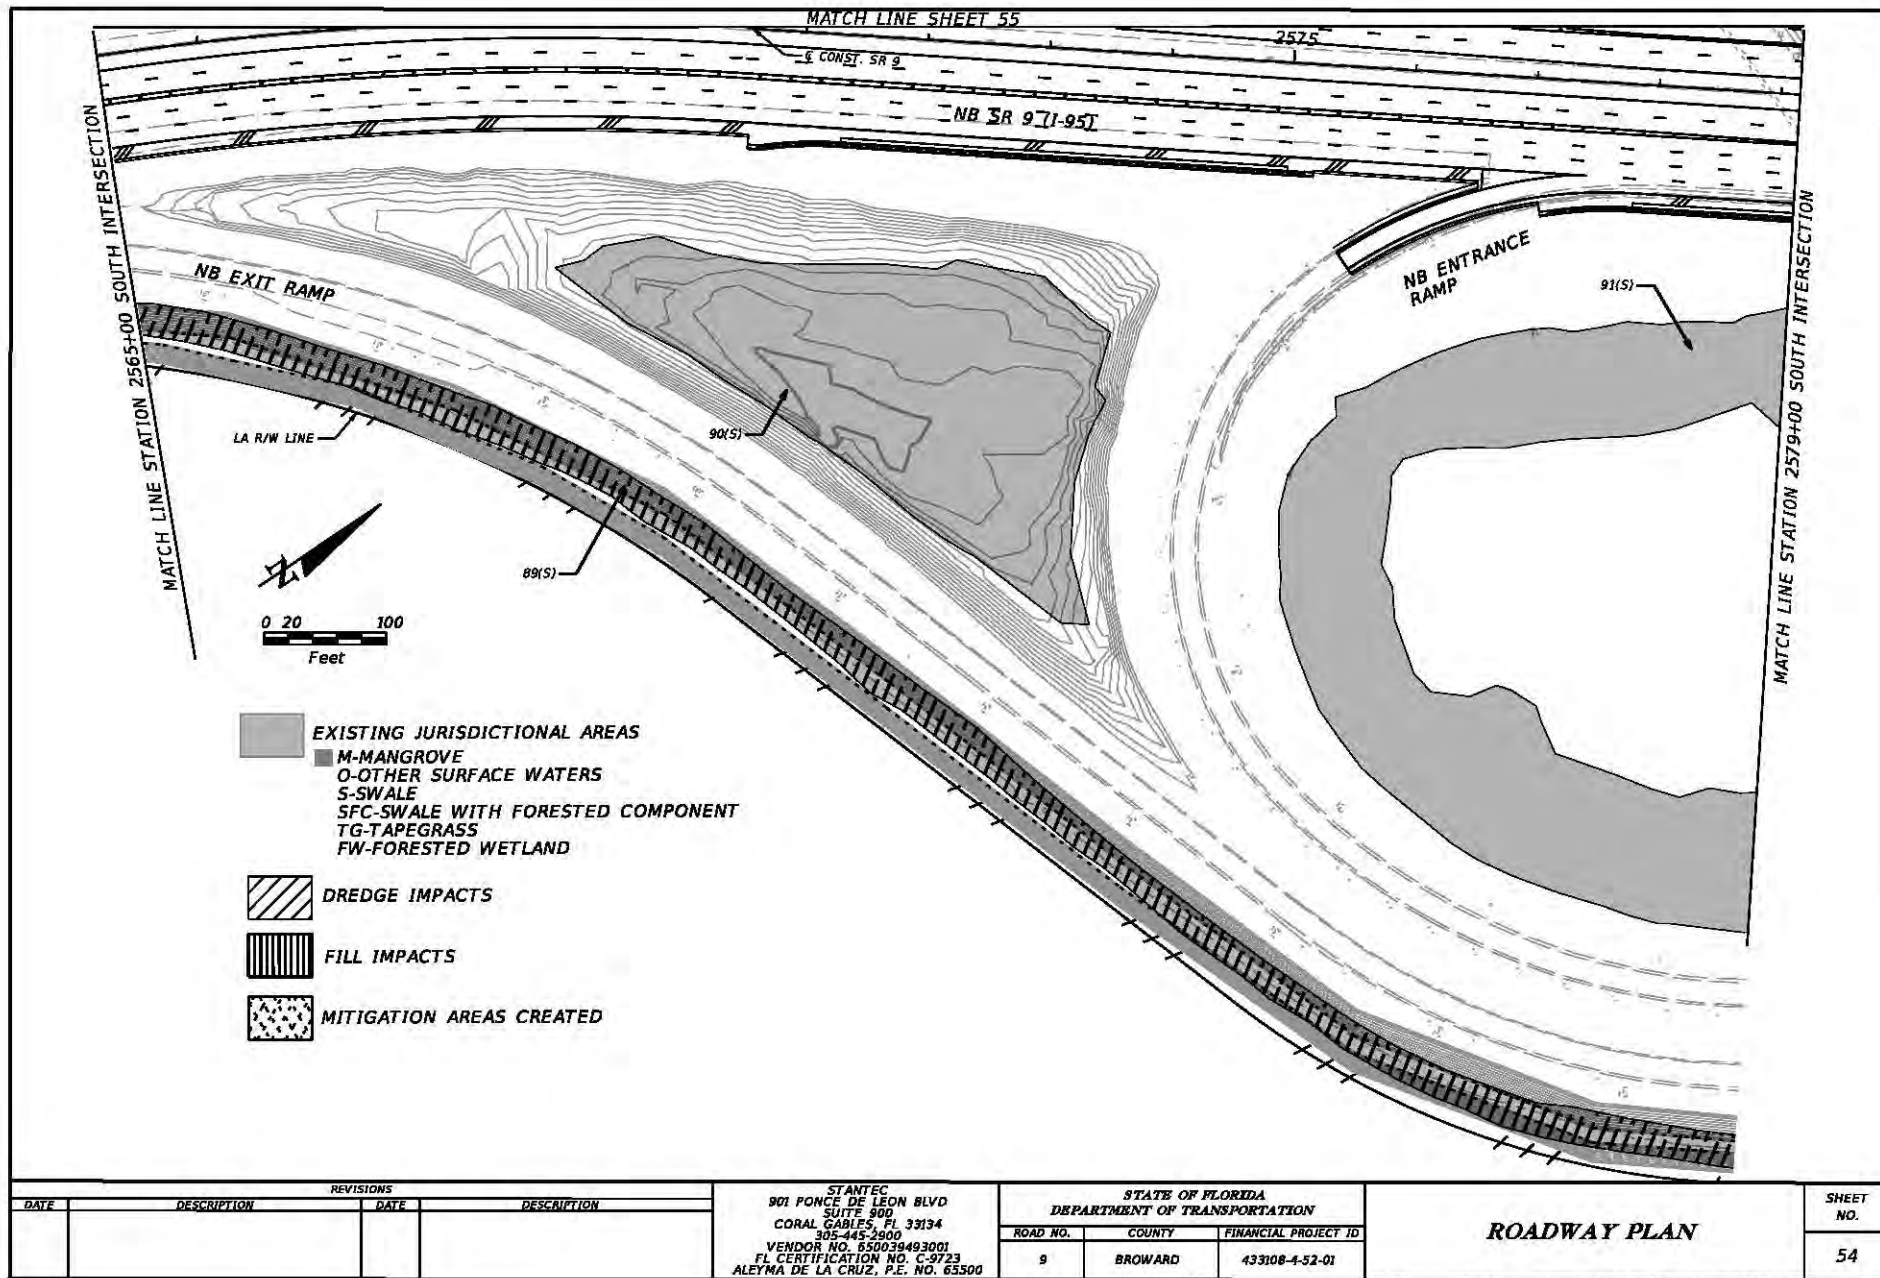 MATCH LINE SHEET 55
2575
℄ CONST. SR 9
NB SR 9 (I-95)
MATCH LINE STATION 2565+00 SOUTH INTERSECTION
NB EXIT RAMP
NB ENTRANCE
RAMP
91(S)
MATCH LINE STATION 2579+00 SOUTH INTERSECTION
LA R/W LINE
90(S)
89(S)
N
0 20 100
Feet
EXISTING JURISDICTIONAL AREAS
M-MANGROVE
O-OTHER SURFACE WATERS
S-SWALE
SFC-SWALE WITH FORESTED COMPONENT
TG-TAPEGRASS
FW-FORESTED WETLAND
DREDGE IMPACTS
FILL IMPACTS
MITIGATION AREAS CREATED
REVISIONS
DATE DESCRIPTION DATE DESCRIPTION
STANTEC
901 PONCE DE LEON BLVD
SUITE 900
CORAL GABLES, FL 33134
305-445-2900
VENDOR NO. 650039493001
FL CERTIFICATION NO. C-9723
ALEYMA DE LA CRUZ, P.E. NO. 65500
STATE OF FLORIDA
DEPARTMENT OF TRANSPORTATION
ROAD NO. COUNTY FINANCIAL PROJECT ID
9 BROWARD 433108-4-52-01
ROADWAY PLAN
SHEET
NO.
54